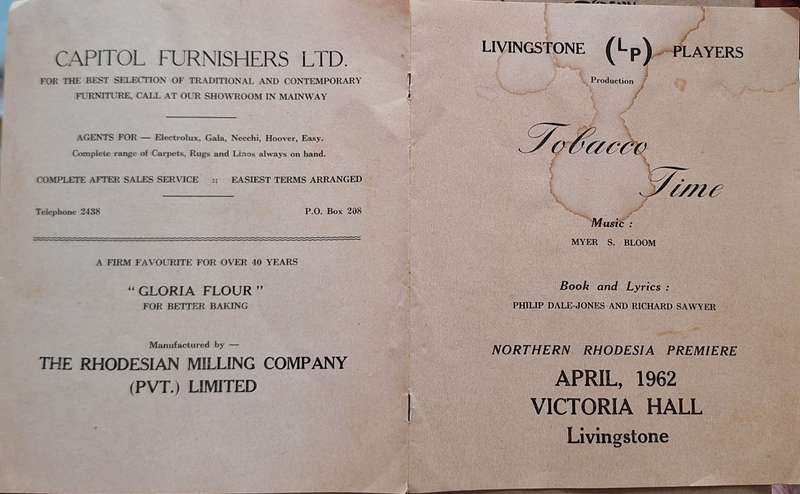 CAPITOL FURNISHERS LTD.
FOR THE BEST SELECTION OF TRADITIONAL AND CONTEMPORARY
FURNITURE, CALL AT OUR SHOWROOM IN MAINWAY
AGENTS FOR — Electrolux, Gala, Necchi, Hoover, Easy.
Complete range of Carpets, Rugs and Linos always on hand.
COMPLETE AFTER SALES SERVICE :: EASIEST TERMS ARRANGED
Telephone 2438 P.O. Box 208
A FIRM FAVOURITE FOR OVER 40 YEARS
"GLORIA FLOUR"
FOR BETTER BAKING
Manufactured by —
THE RHODESIAN MILLING COMPANY
(PVT.) LIMITED
LIVINGSTONE (LP) PLAYERS
Production
Tobacco
Time
Music :
MYER S. BLOOM
Book and Lyrics :
PHILIP DALE-JONES AND RICHARD SAWYER
NORTHERN RHODESIA PREMIERE
APRIL, 1962
VICTORIA HALL
Livingstone